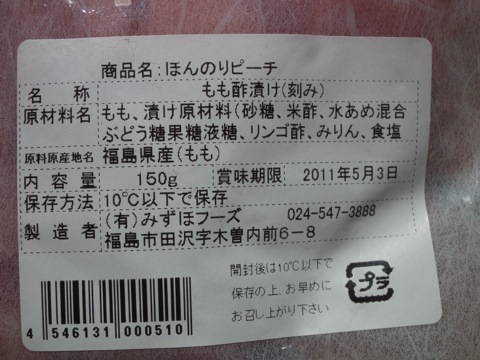 商品名：ほんのりピーチ
名称 もも酢漬け（刻み）
原材料名 もも、漬け原材料（砂糖、米酢、水あめ混合
ぶどう糖果糖液糖、リンゴ酢、みりん、食塩
原料原産地名 福島県産（もも）
内容量 150g 賞味期限 2011年5月3日
保存方法 10℃以下で保存
製造者 （有）みずほフーズ 024-547-3888
福島市田沢字木曽内前6－8
開封後は10℃以下で
保存の上、お早めに
お召し上がり下さい
プラ
4 546131 000510